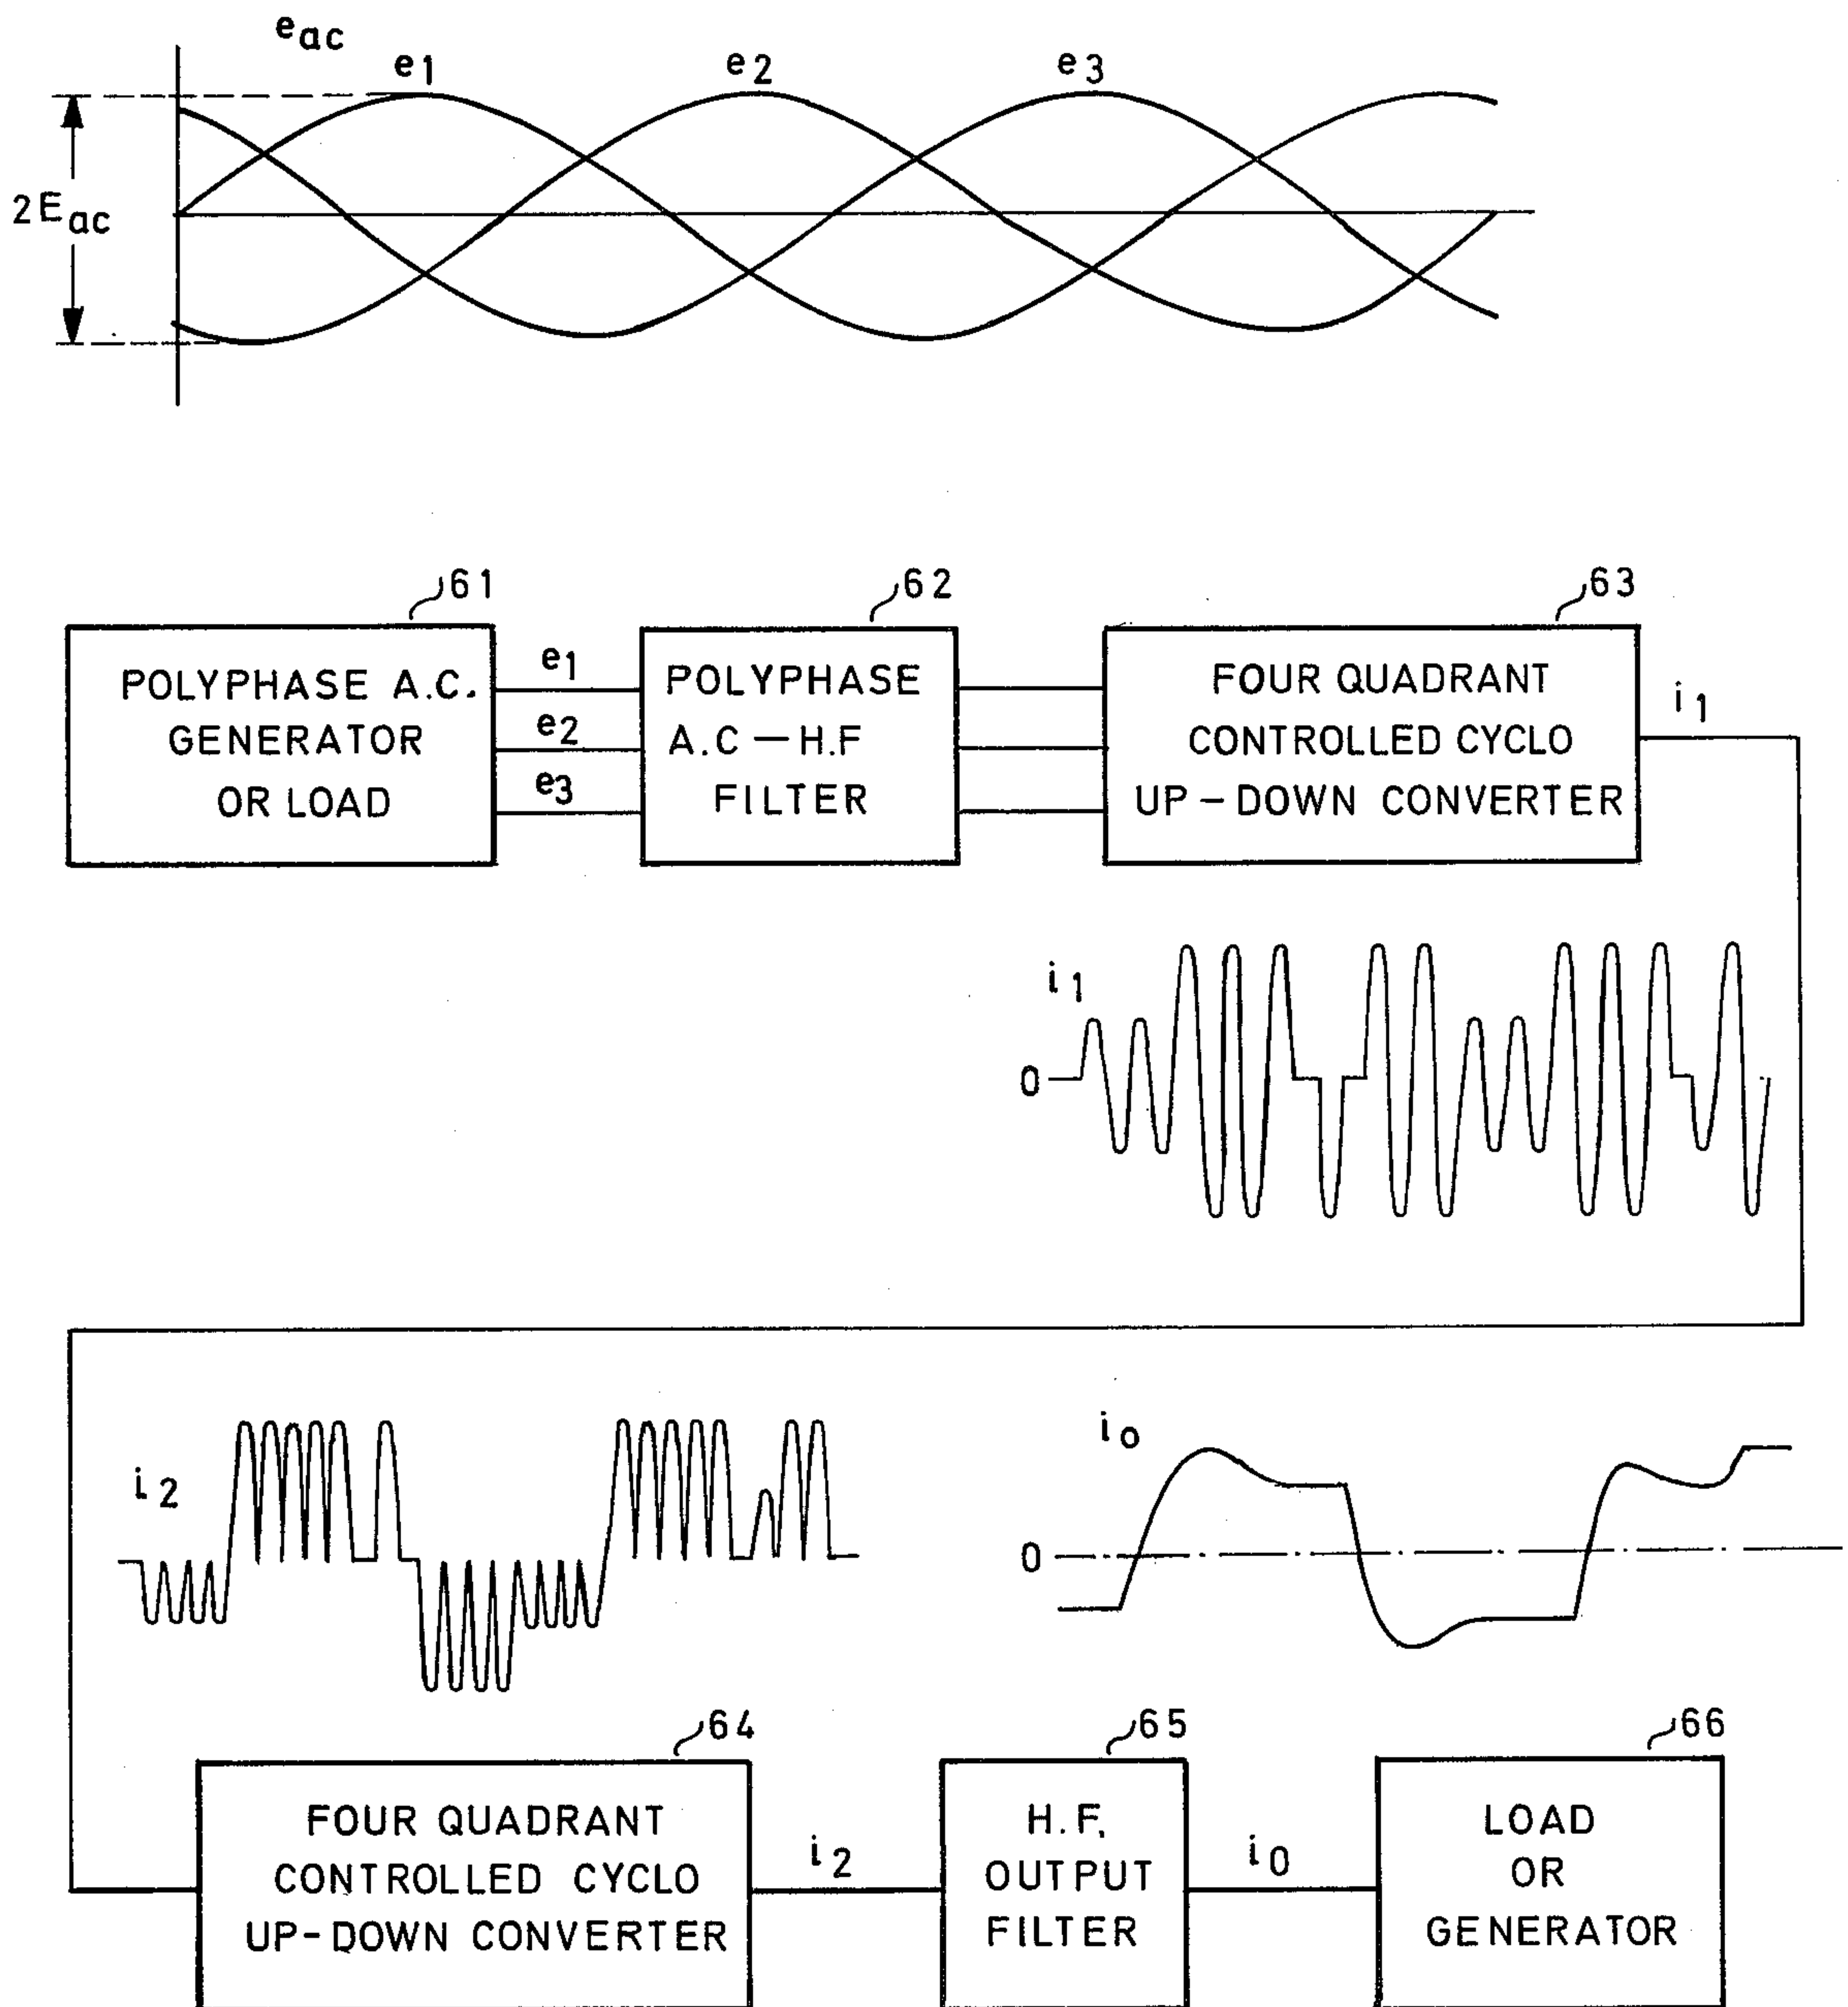 eac
e1
e2
e3
2Eac
61
62
63
POLYPHASE A.C.
GENERATOR
OR LOAD
e1
e2
e3
POLYPHASE
A.C — H.F
FILTER
FOUR QUADRANT
CONTROLLED CYCLO
UP-DOWN CONVERTER
i1
i1
0
i2
i0
0
64
65
66
FOUR QUADRANT
CONTROLLED CYCLO
UP-DOWN CONVERTER
i2
H.F.
OUTPUT
FILTER
i0
LOAD
OR
GENERATOR